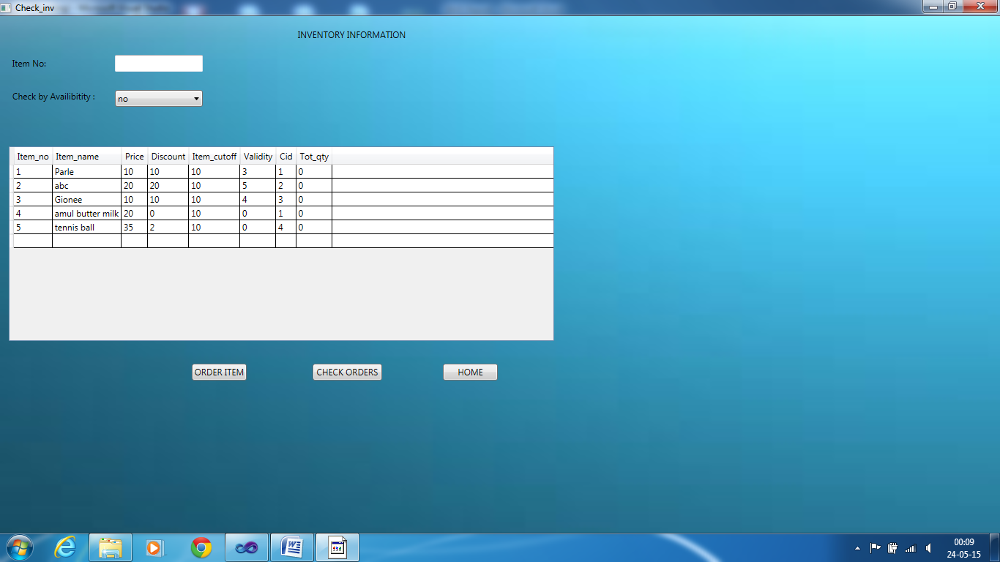 Check_inv
INVENTORY INFORMATION
Item No:
Check by Availibitity :
no
Item_no Item_name Price Discount Item_cutoff Validity Cid Tot_qty
1 Parle 10 10 10 3 1 0
2 abc 20 20 10 5 2 0
3 Gionee 10 10 10 4 3 0
4 amul butter milk 20 0 10 0 1 0
5 tennis ball 35 2 10 0 4 0
ORDER ITEM CHECK ORDERS HOME
00:09
24-05-15